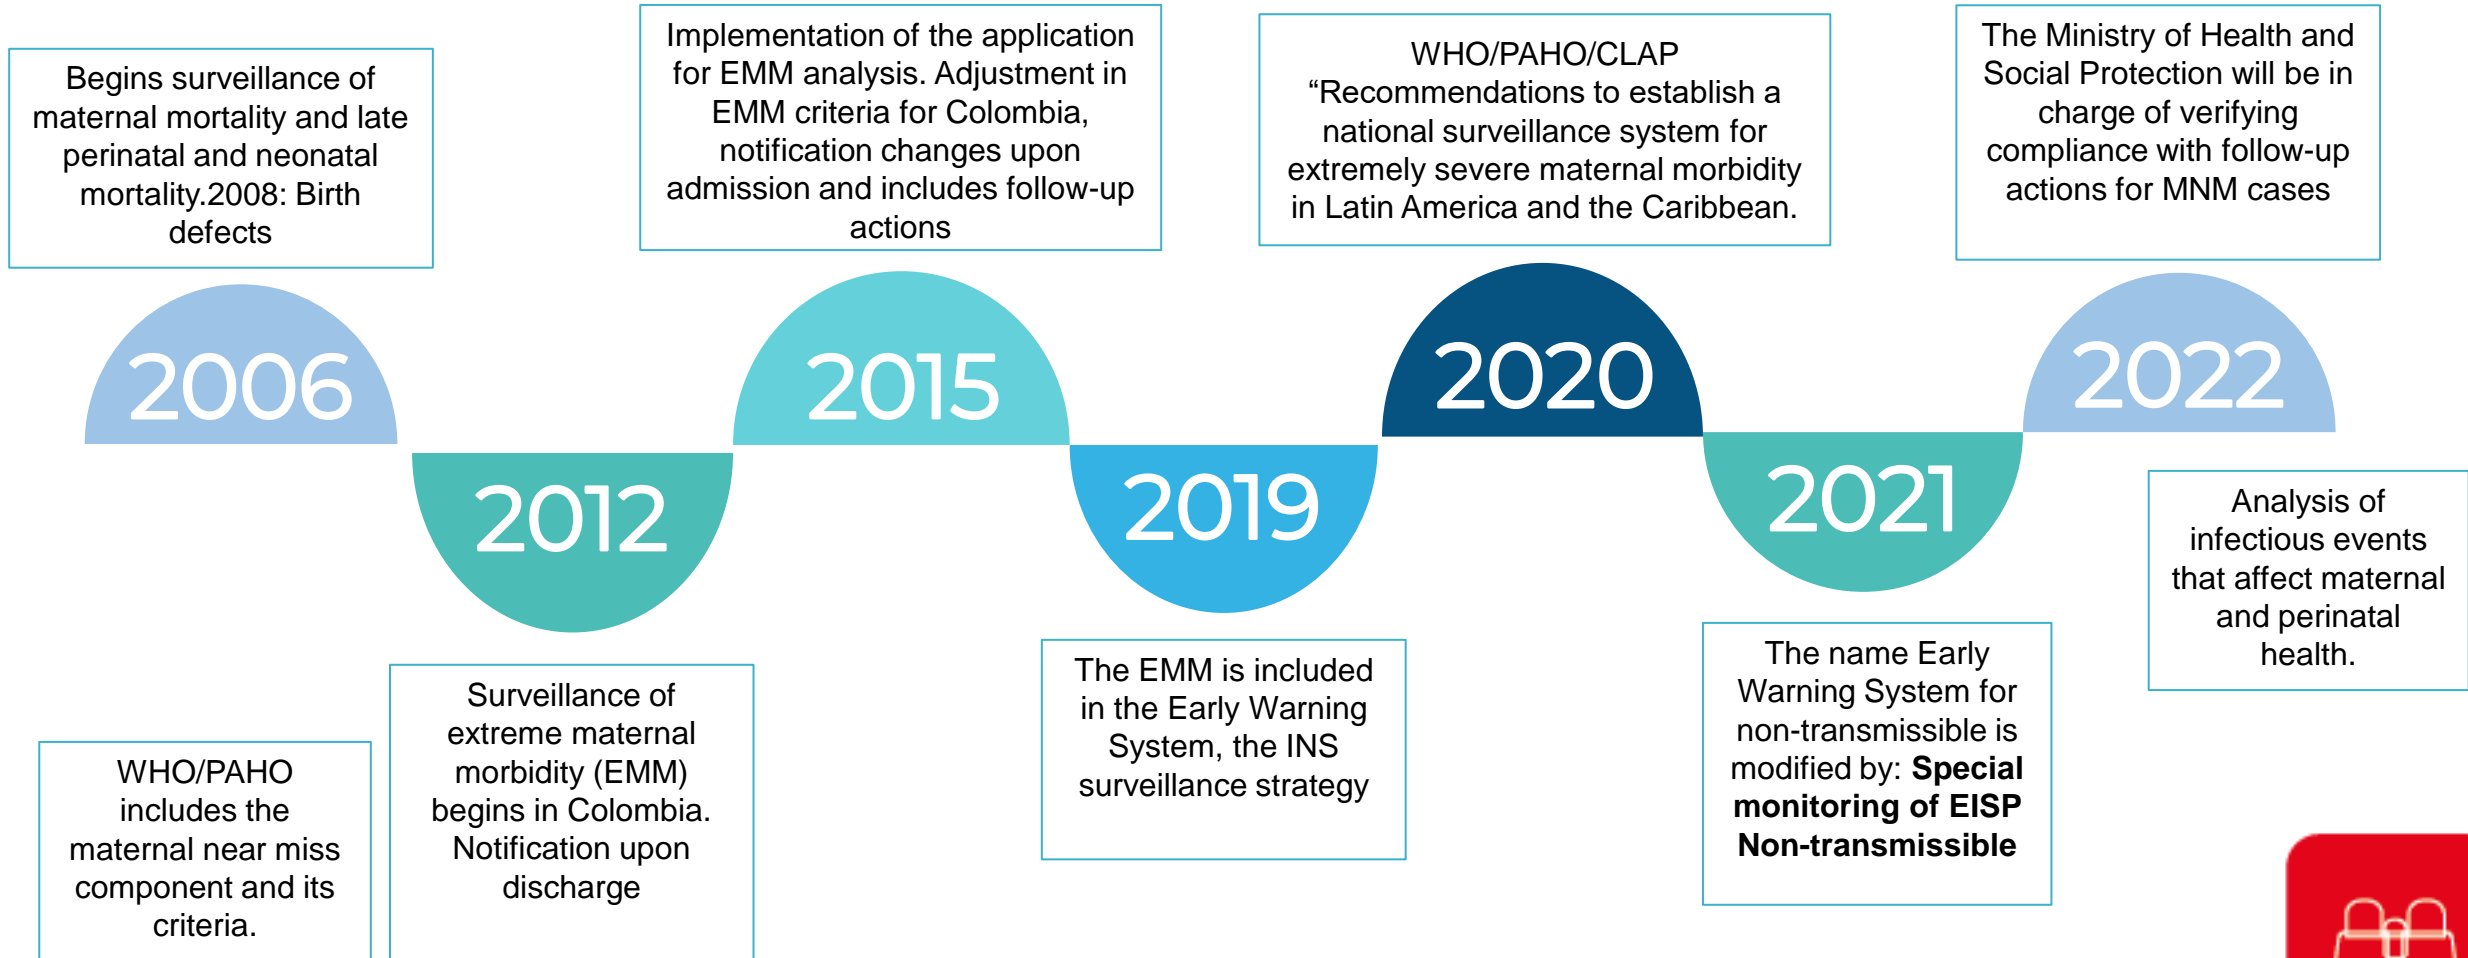 Begins surveillance of
maternal mortality and late
perinatal and neonatal
mortality.2008: Birth
defects
2006
WHO/PAHO
includes the
maternal near miss
component and its
criteria.
2012
Surveillance of
extreme maternal
morbidity (EMM)
begins in Colombia.
Notification upon
discharge
Implementation of the application
for EMM analysis. Adjustment in
EMM criteria for Colombia,
notification changes upon
admission and includes follow-up
actions
2015
2019
The EMM is included
in the Early Warning
System, the INS
surveillance strategy
WHO/PAHO/CLAP
“Recommendations to establish a
national surveillance system for
extremely severe maternal morbidity
in Latin America and the Caribbean.
2020
2021
The name Early
Warning System for
non-transmissible is
modified by: Special
monitoring of EISP
Non-transmissible
The Ministry of Health and
Social Protection will be in
charge of verifying
compliance with follow-up
actions for MNM cases
2022
Analysis of
infectious events
that affect maternal
and perinatal
health.